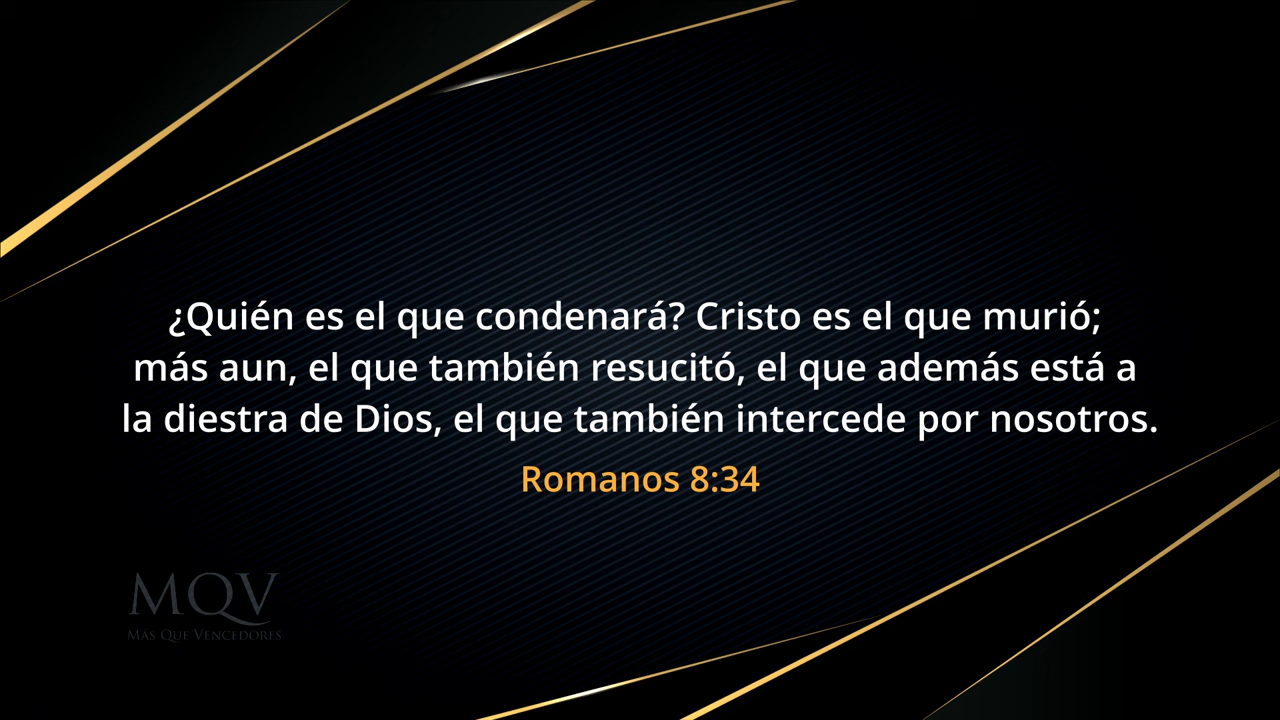 ¿Quién es el que condenará? Cristo es el que murió;
más aun, el que también resucitó, el que además está a
la diestra de Dios, el que también intercede por nosotros.
Romanos 8:34
MQV
Más Que Vencedores